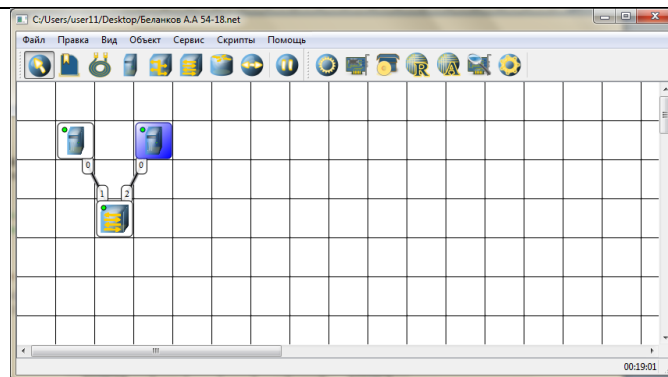 C:/Users/user11/Desktop/Беланков А.А 54-18.net
Файл Правка Вид Объект Сервис Скрипты Помощь
R A
0 0
1 2
00:19:01